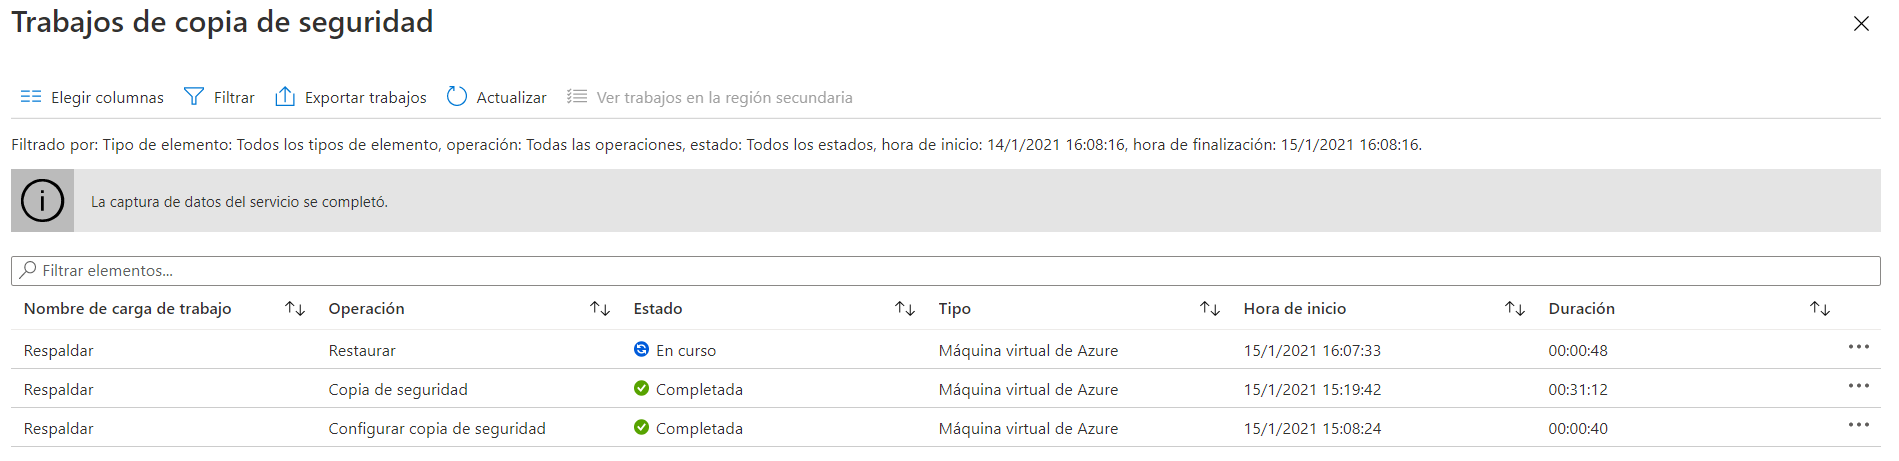 Trabajos de copia de seguridad
Elegir columnas Filtrar Exportar trabajos Actualizar Ver trabajos en la región secundaria
Filtrado por: Tipo de elemento: Todos los tipos de elemento, operación: Todas las operaciones, estado: Todos los estados, hora de inicio: 14/1/2021 16:08:16, hora de finalización: 15/1/2021 16:08:16.
La captura de datos del servicio se completó.
Filtrar elementos...
Nombre de carga de trabajo Operación Estado Tipo Hora de inicio Duración
Respaldar Restaurar En curso Máquina virtual de Azure 15/1/2021 16:07:33 00:00:48
Respaldar Copia de seguridad Completada Máquina virtual de Azure 15/1/2021 15:19:42 00:31:12
Respaldar Configurar copia de seguridad Completada Máquina virtual de Azure 15/1/2021 15:08:24 00:00:40